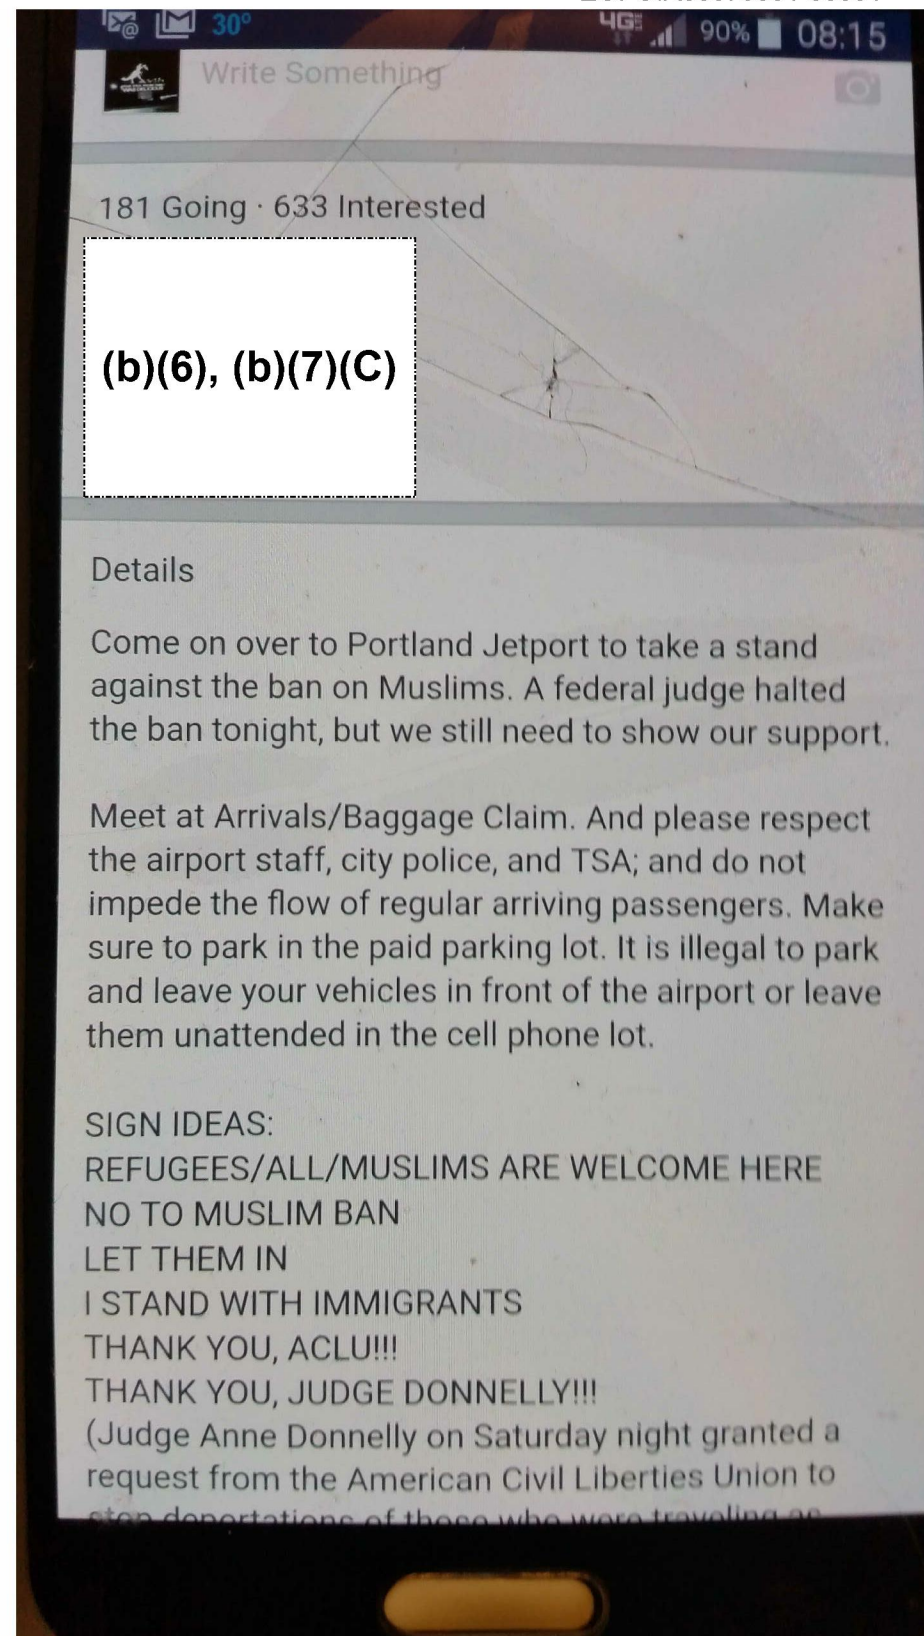 30°
4G 90% 08:15
Write Something
181 Going · 633 Interested
(b)(6), (b)(7)(C)
Details
Come on over to Portland Jetport to take a stand
against the ban on Muslims. A federal judge halted
the ban tonight, but we still need to show our support.
Meet at Arrivals/Baggage Claim. And please respect
the airport staff, city police, and TSA; and do not
impede the flow of regular arriving passengers. Make
sure to park in the paid parking lot. It is illegal to park
and leave your vehicles in front of the airport or leave
them unattended in the cell phone lot.
SIGN IDEAS:
REFUGEES/ALL/MUSLIMS ARE WELCOME HERE
NO TO MUSLIM BAN
LET THEM IN
I STAND WITH IMMIGRANTS
THANK YOU, ACLU!!!
THANK YOU, JUDGE DONNELLY!!!
(Judge Anne Donnelly on Saturday night granted a
request from the American Civil Liberties Union to
stop deportations of those who were traveling